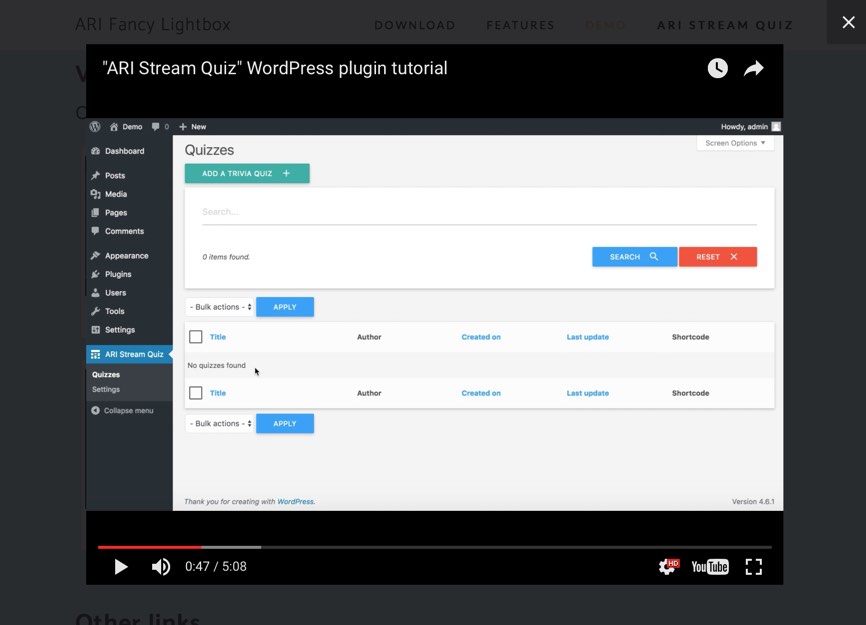 ARI Fancy Lightbox DOWNLOAD FEATURES DEMO ARI STREAM QUIZ
"ARI Stream Quiz" WordPress plugin tutorial
Demo 0 New Howdy, admin
Dashboard
Posts
Media
Pages
Comments
Appearance
Plugins
Users
Tools
Settings
ARI Stream Quiz
Quizzes
Settings
Collapse menu
Quizzes
Screen Options
ADD A TRIVIA QUIZ
Search...
0 items found.
SEARCH RESET
- Bulk actions - APPLY
Title Author Created on Last update Shortcode
No quizzes found
Title Author Created on Last update Shortcode
- Bulk actions - APPLY
Thank you for creating with WordPress. Version 4.6.1
0:47 / 5:08 HD YouTube
Other links